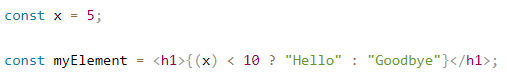 const x = 5;
const myElement = <h1>{(x) < 10 ? "Hello" : "Goodbye"}</h1>;